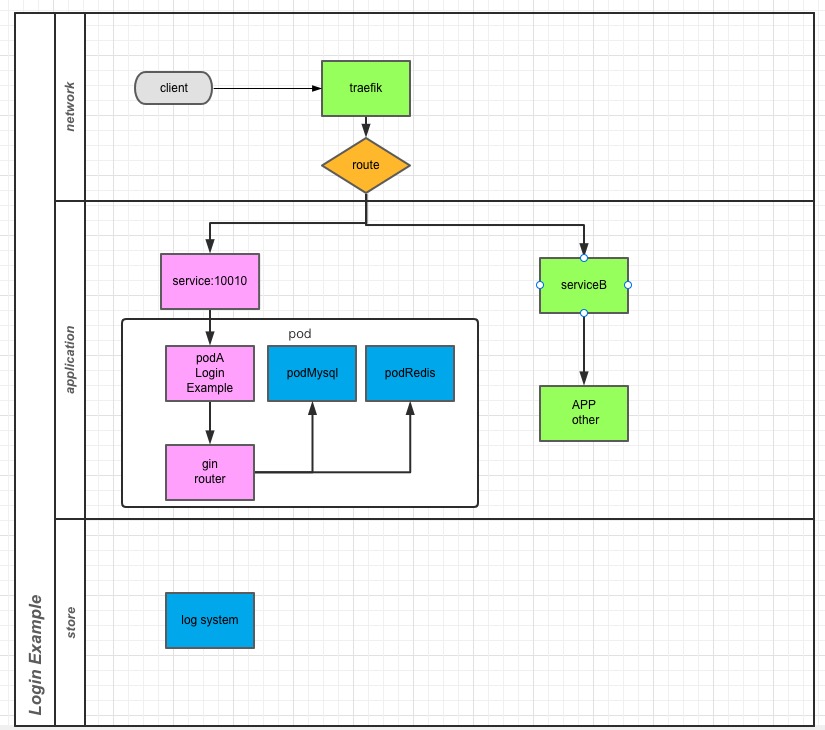 Login Example
network
client
traefik
route
application
service:10010
serviceB
pod
podA
Login
Example
podMysql
podRedis
APP
other
gin
router
store
log system